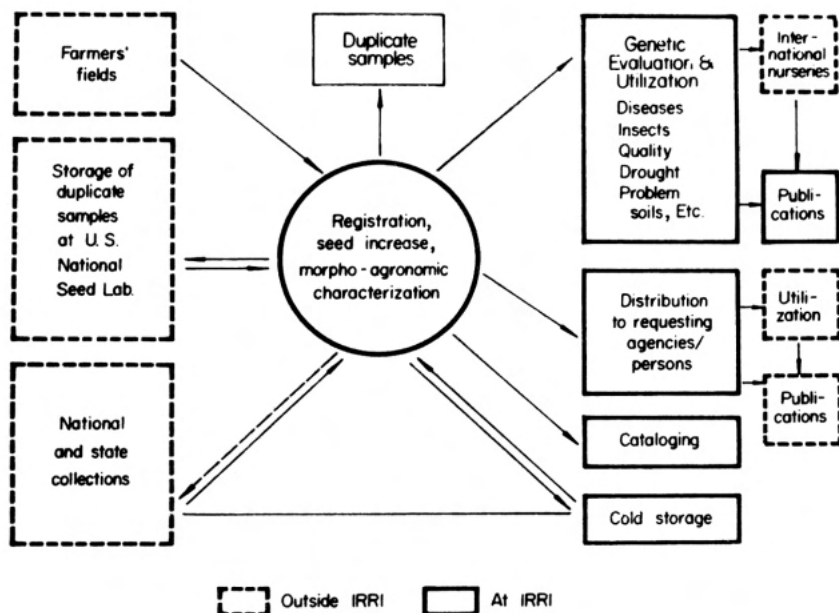 Farmers'
fields
Duplicate
samples
Genetic
Evaluation &
Utilization
Diseases
Insects
Quality
Drought
Problem
soils, Etc.
Inter-
national
nurseries
Publi-
cations
Storage of
duplicate
samples
at U. S.
National
Seed Lab.
Registration,
seed increase,
morpho-agronomic
characterization
Distribution
to requesting
agencies/
persons
Utili-
zation
Publi-
cations
National
and state
collections
Cataloging
Cold storage
Outside IRRI
At IRRI